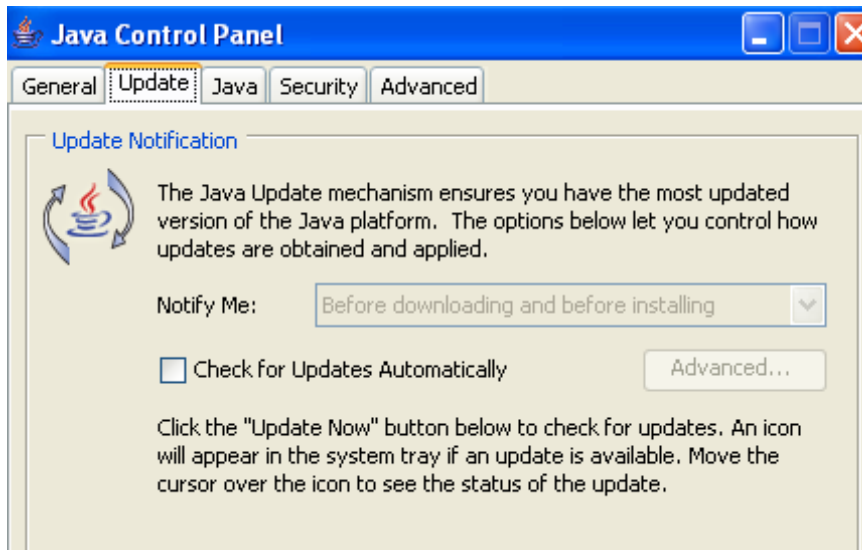 Java Control Panel
General Update Java Security Advanced
Update Notification
The Java Update mechanism ensures you have the most updated
version of the Java platform.  The options below let you control how
updates are obtained and applied.
Notify Me: Before downloading and before installing
Check for Updates Automatically Advanced...
Click the "Update Now" button below to check for updates. An icon
will appear in the system tray if an update is available. Move the
cursor over the icon to see the status of the update.